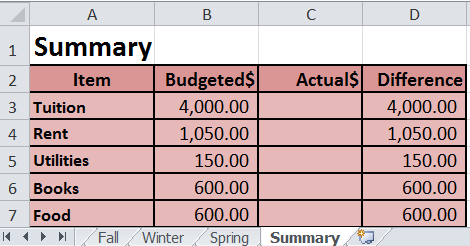 A B C D
1 Summary
2 Item Budgeted$ Actual$ Difference
3 Tuition 4,000.00 4,000.00
4 Rent 1,050.00 1,050.00
5 Utilities 150.00 150.00
6 Books 600.00 600.00
7 Food 600.00 600.00
Fall Winter Spring Summary